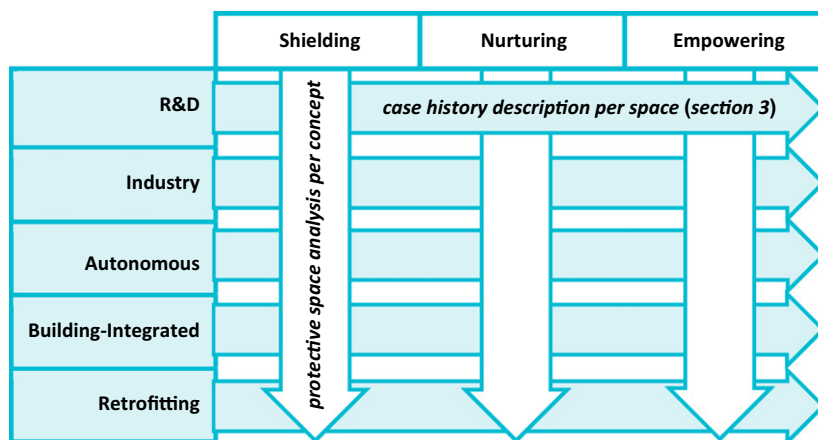 Shielding
Nurturing
Empowering
R&D
case history description per space (section 3)
protective space analysis per concept
Industry
Autonomous
Building-Integrated
Retrofitting